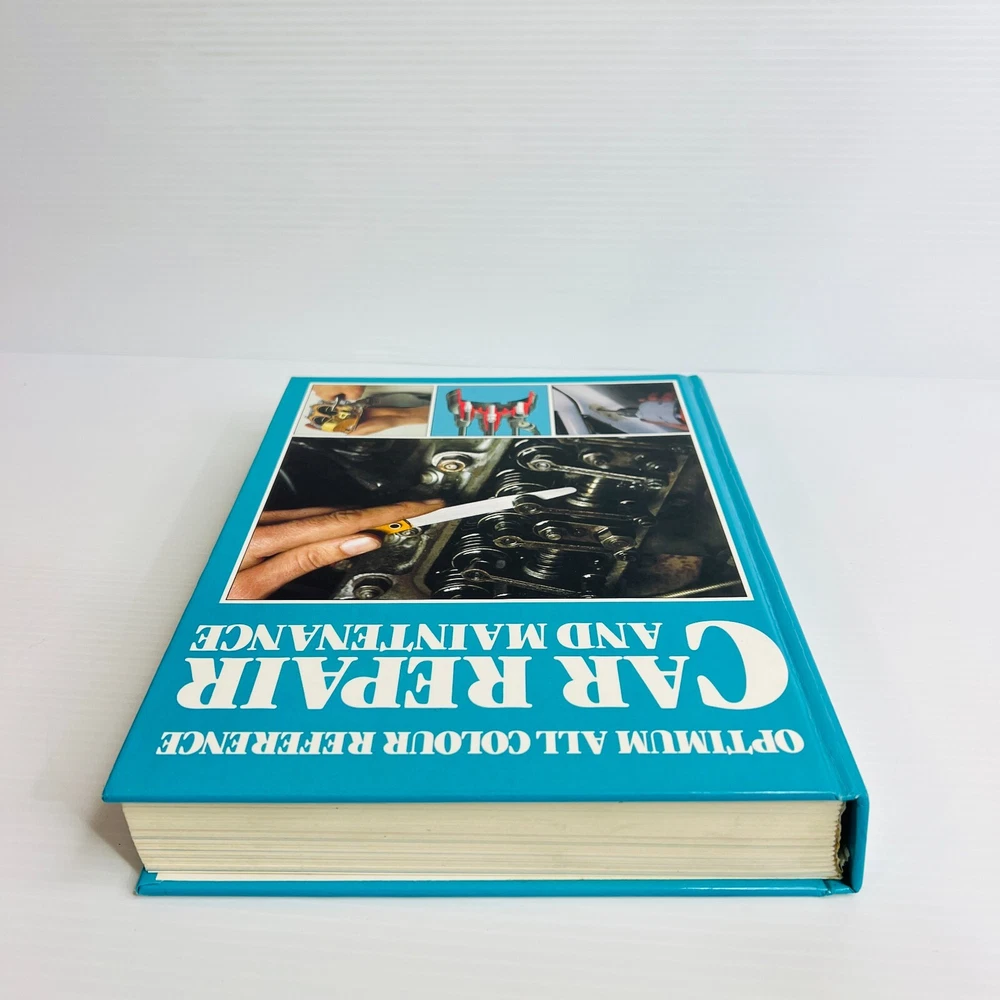 OPTIMUM ALL COLOUR REFERENCE
CAR REPAIR
AND MAINTENANCE